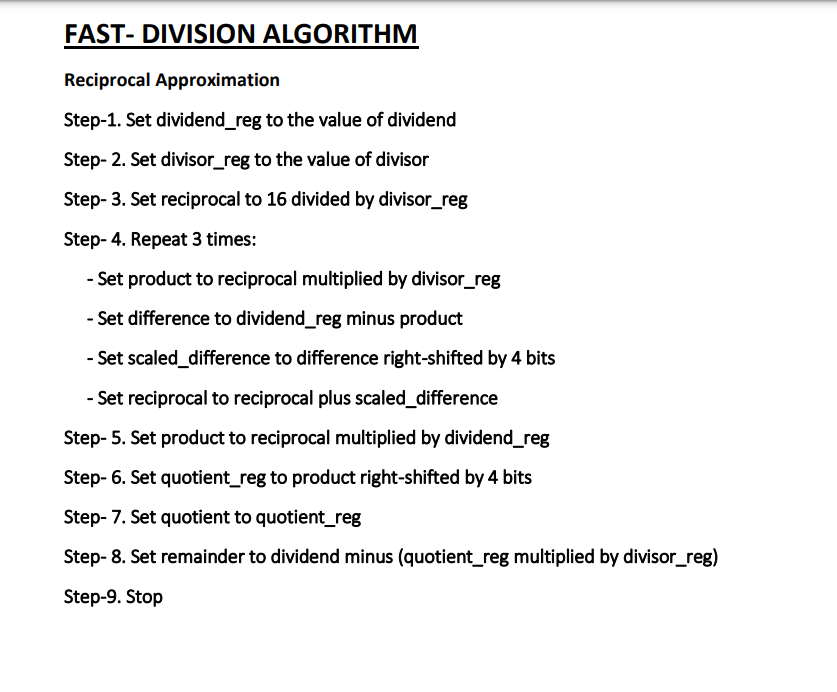 FAST- DIVISION ALGORITHM
Reciprocal Approximation
Step-1. Set dividend_reg to the value of dividend
Step- 2. Set divisor_reg to the value of divisor
Step- 3. Set reciprocal to 16 divided by divisor_reg
Step- 4. Repeat 3 times:
- Set product to reciprocal multiplied by divisor_reg
- Set difference to dividend_reg minus product
- Set scaled_difference to difference right-shifted by 4 bits
- Set reciprocal to reciprocal plus scaled_difference
Step- 5. Set product to reciprocal multiplied by dividend_reg
Step- 6. Set quotient_reg to product right-shifted by 4 bits
Step- 7. Set quotient to quotient_reg
Step- 8. Set remainder to dividend minus (quotient_reg multiplied by divisor_reg)
Step-9. Stop